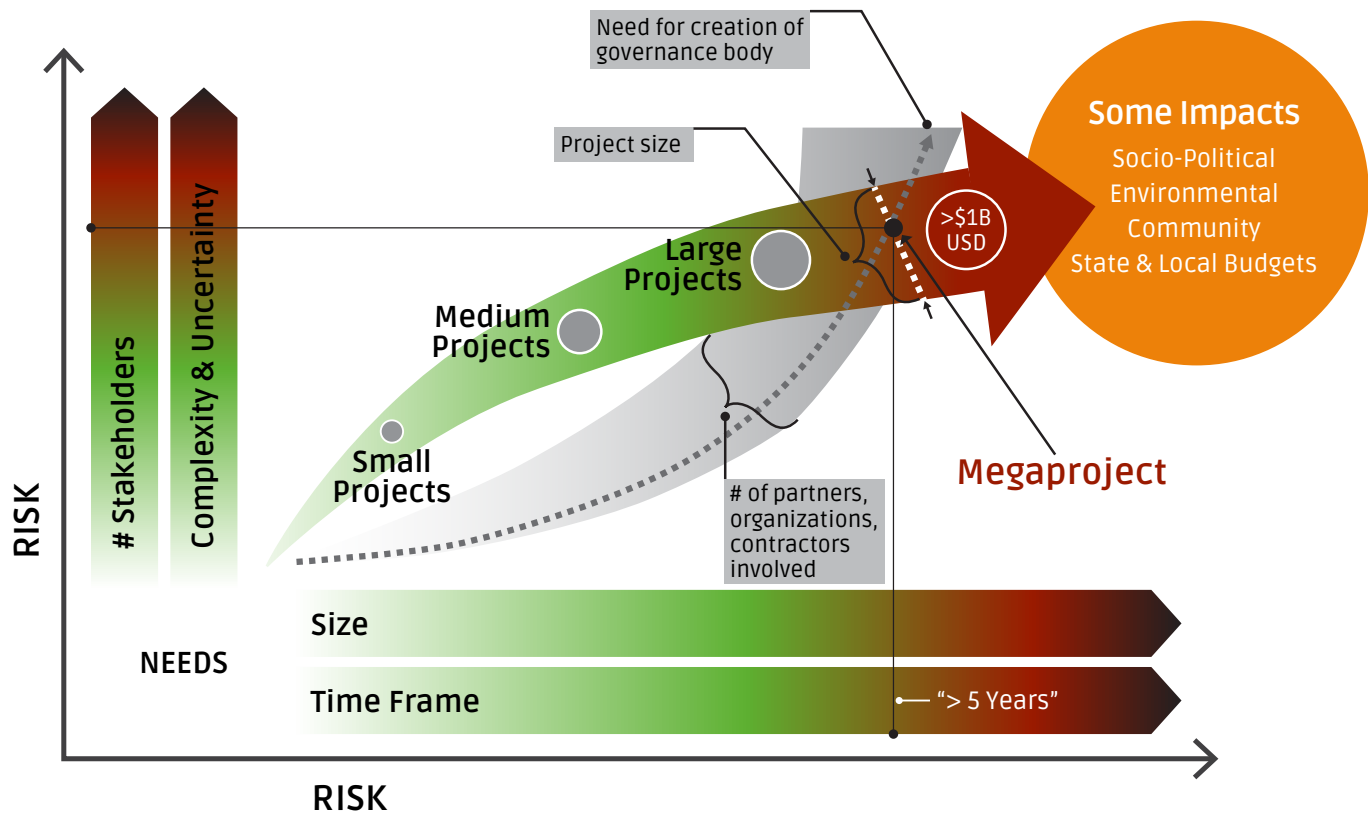 Need for creation of
governance body
Project size
Some Impacts
Socio-Political
Environmental
Community
State & Local Budgets
>$1B
USD
Large
Projects
Medium
Projects
Small
Projects
Megaproject
# of partners,
organizations,
contractors
involved
# Stakeholders
Complexity & Uncertainty
RISK
NEEDS
Size
Time Frame
“> 5 Years”
RISK